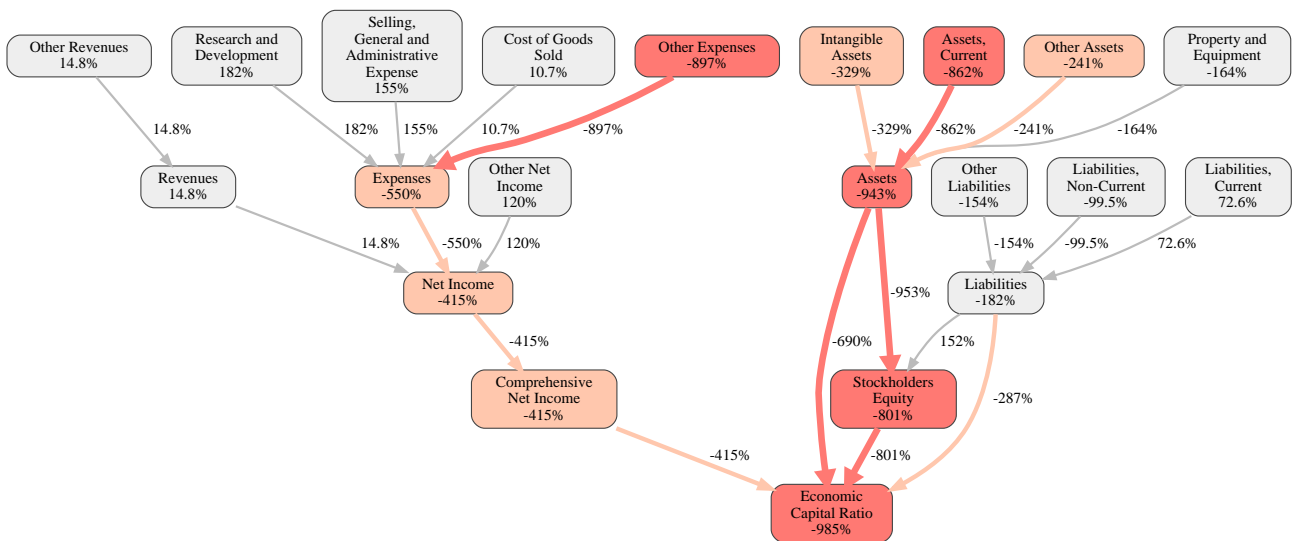 Other Revenues
14.8%
Research and
Development
182%
Selling,
General and
Administrative
Expense
155%
Cost of Goods
Sold
10.7%
Other Expenses
-897%
Intangible
Assets
-329%
Assets,
Current
-862%
Other Assets
-241%
Property and
Equipment
-164%
14.8%
182%
155%
10.7%
-897%
-329%
-862%
-241%
-164%
Revenues
14.8%
Expenses
-550%
Other Net
Income
120%
Assets
-943%
Other
Liabilities
-154%
Liabilities,
Non-Current
-99.5%
Liabilities,
Current
72.6%
14.8%
-550%
120%
-154%
-99.5%
72.6%
Net Income
-415%
-953%
Liabilities
-182%
-415%
-690%
152%
Comprehensive
Net Income
-415%
Stockholders
Equity
-801%
-287%
-415%
-801%
Economic
Capital Ratio
-985%